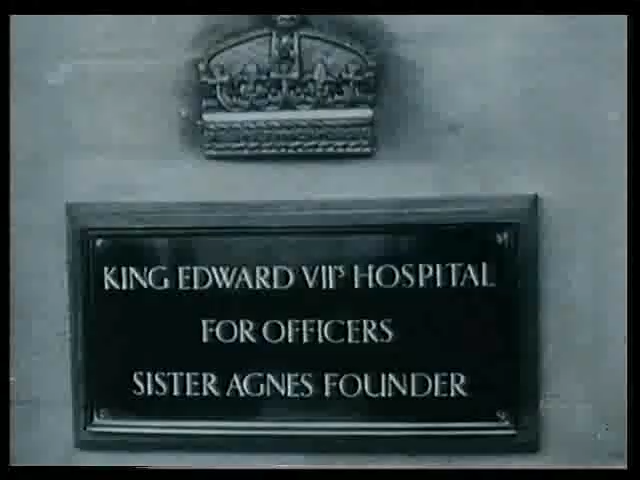 KING EDWARD VII'S HOSPITAL
FOR OFFICERS
SISTER AGNES FOUNDER